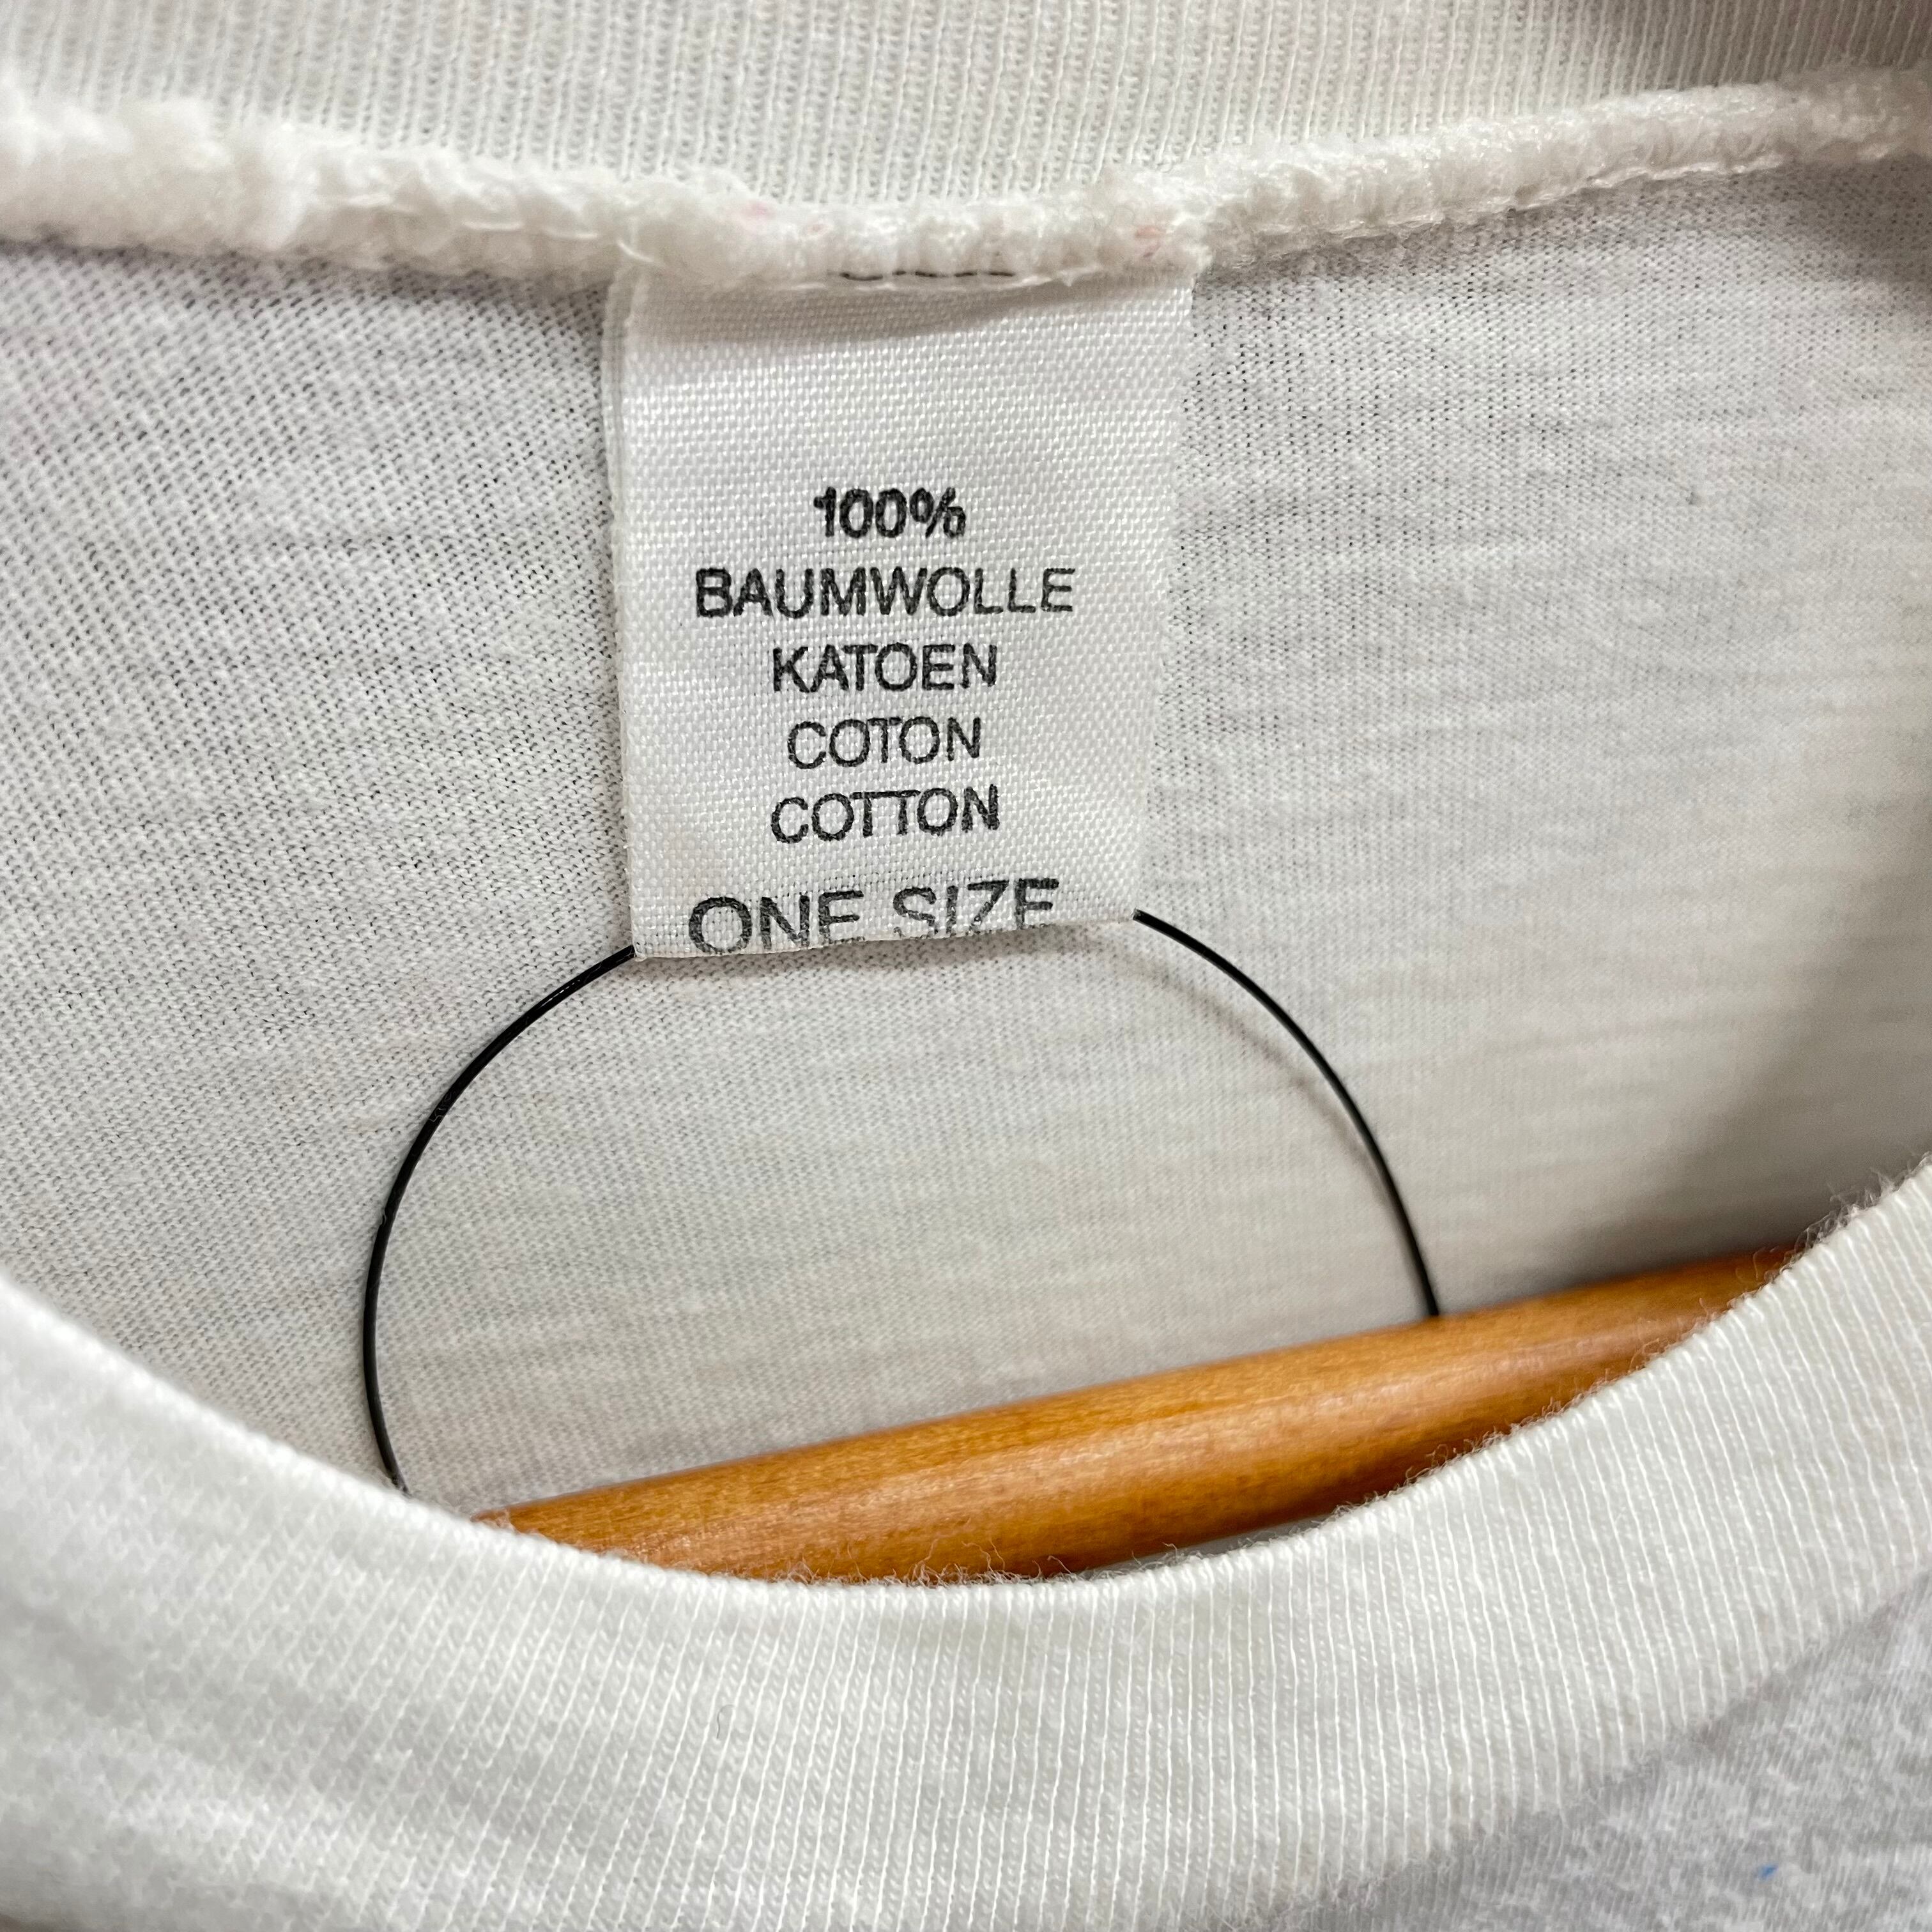 100%
BAUMWOLLE
KATOEN
COTON
COTTON
ONE SIZE